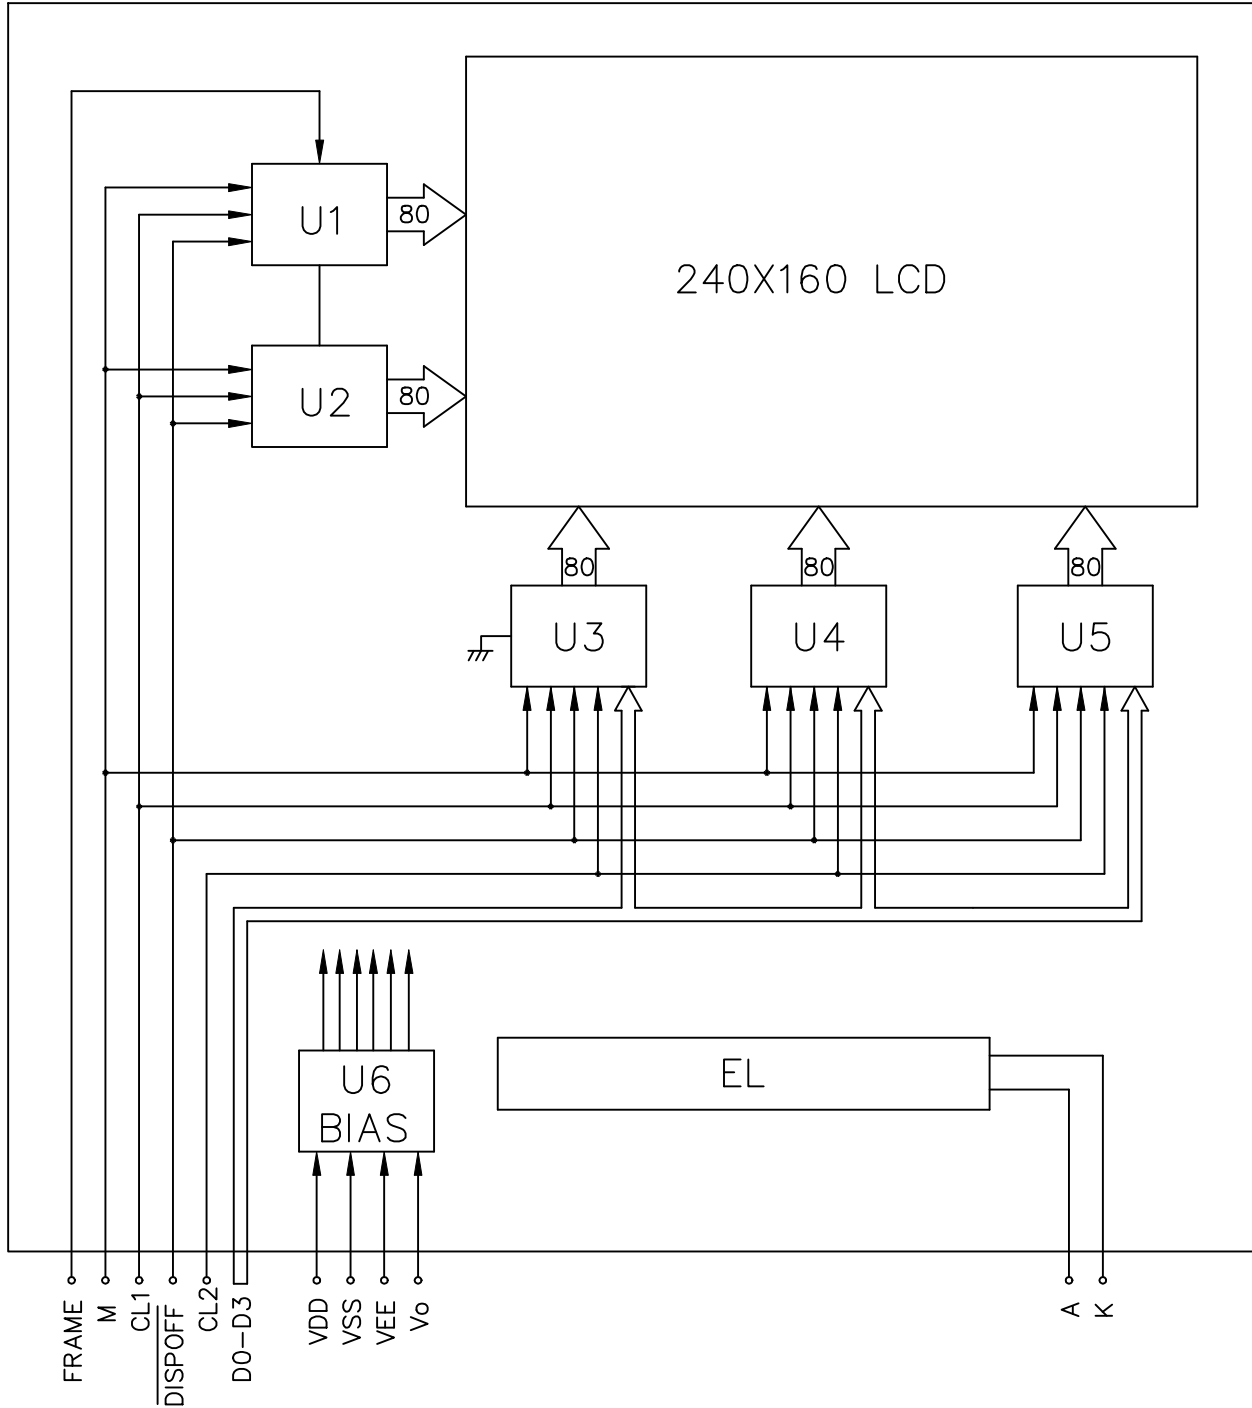 U1
80
240X160 LCD
U2
80
80
80
80
U3
U4
U5
U6
BIAS
EL
FRAME
M
CL1
DISPOFF
CL2
D0-D3
VDD
VSS
VEE
Vo
A
K